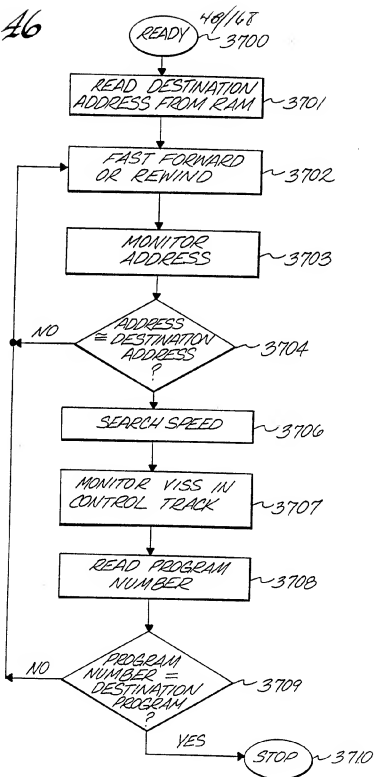 46
48/168
READY
3700
READ DESTINATION
ADDRESS FROM RAM
3701
FAST FORWARD
OR REWIND
3702
MONITOR
ADDRESS
3703
NO
ADDRESS
≅ DESTINATION
ADDRESS
?
3704
SEARCH SPEED
3706
MONITOR VISS IN
CONTROL TRACK
3707
READ PROGRAM
NUMBER
3708
NO
PROGRAM
NUMBER =
DESTINATION
PROGRAM
?
3709
YES
STOP
3710